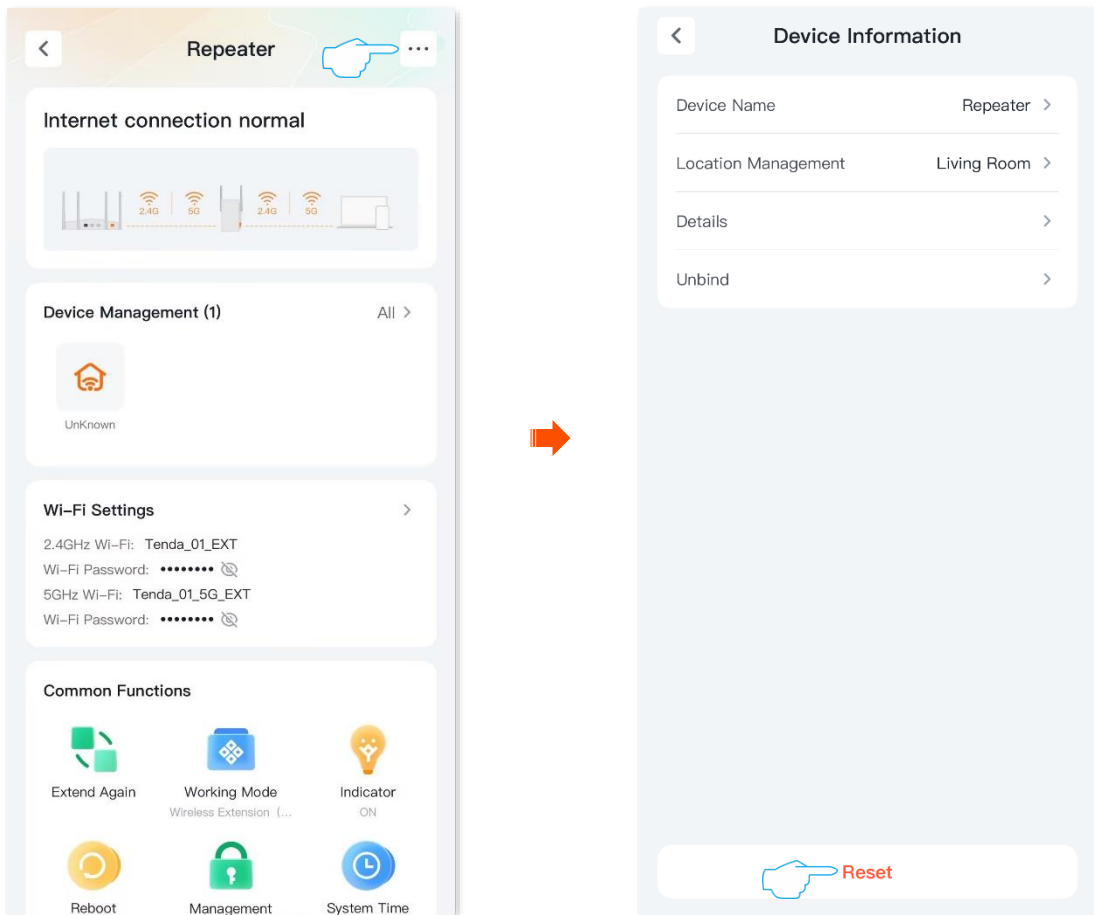 Repeater
...
Internet connection normal
2.4G 5G 2.4G 5G
Device Management (1) All
UnKnown
Wi-Fi Settings
2.4GHz Wi-Fi: Tenda_01_EXT
Wi-Fi Password: ••••••••
5GHz Wi-Fi: Tenda_01_5G_EXT
Wi-Fi Password: ••••••••
Common Functions
Extend Again Working Mode Indicator
Wireless Extension (... ON
Reboot Management System Time
Device Information
Device Name Repeater
Location Management Living Room
Details
Unbind
Reset